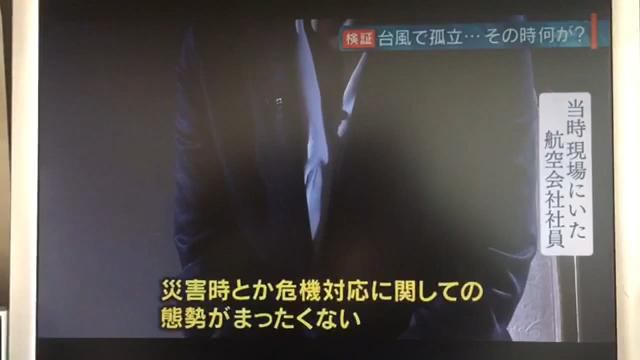 検証 台風で孤立…その時何が?
当時現場にいた
航空会社社員
災害時とか危機対応に関しての
態勢がまったくない